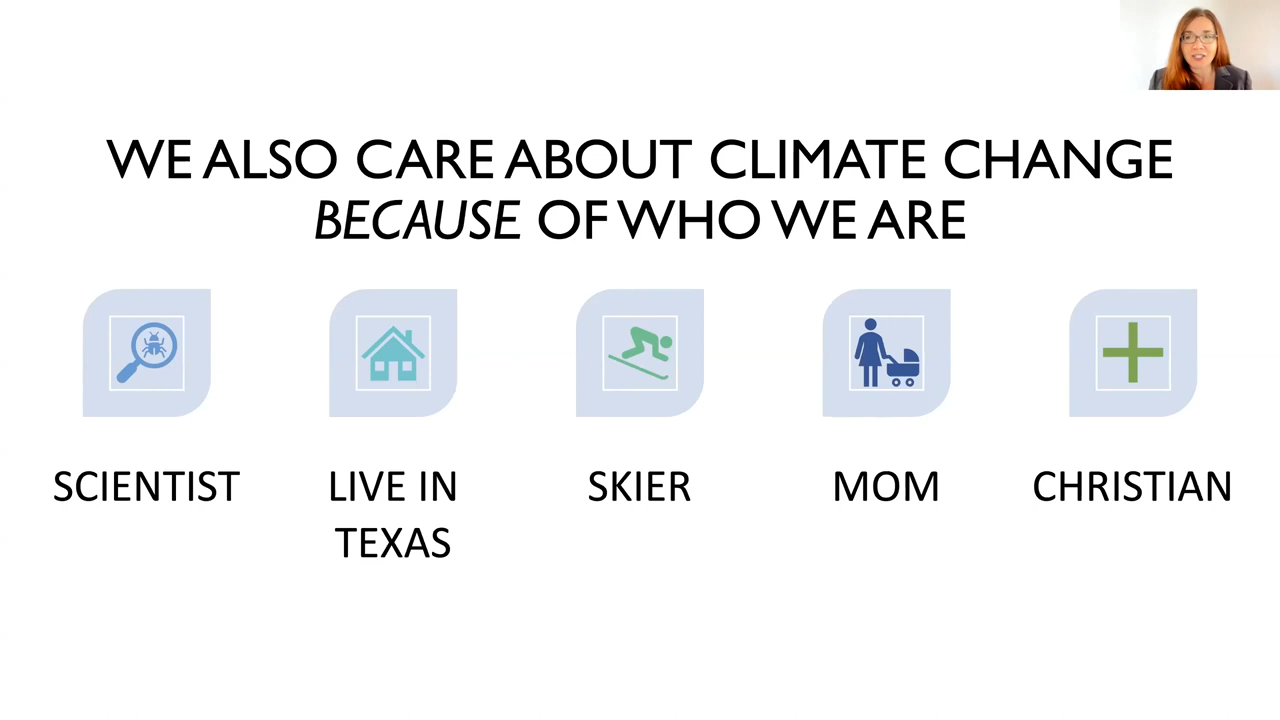 WE ALSO CARE ABOUT CLIMATE CHANGE
BECAUSE OF WHO WE ARE
SCIENTIST
LIVE IN
TEXAS
SKIER
MOM
CHRISTIAN